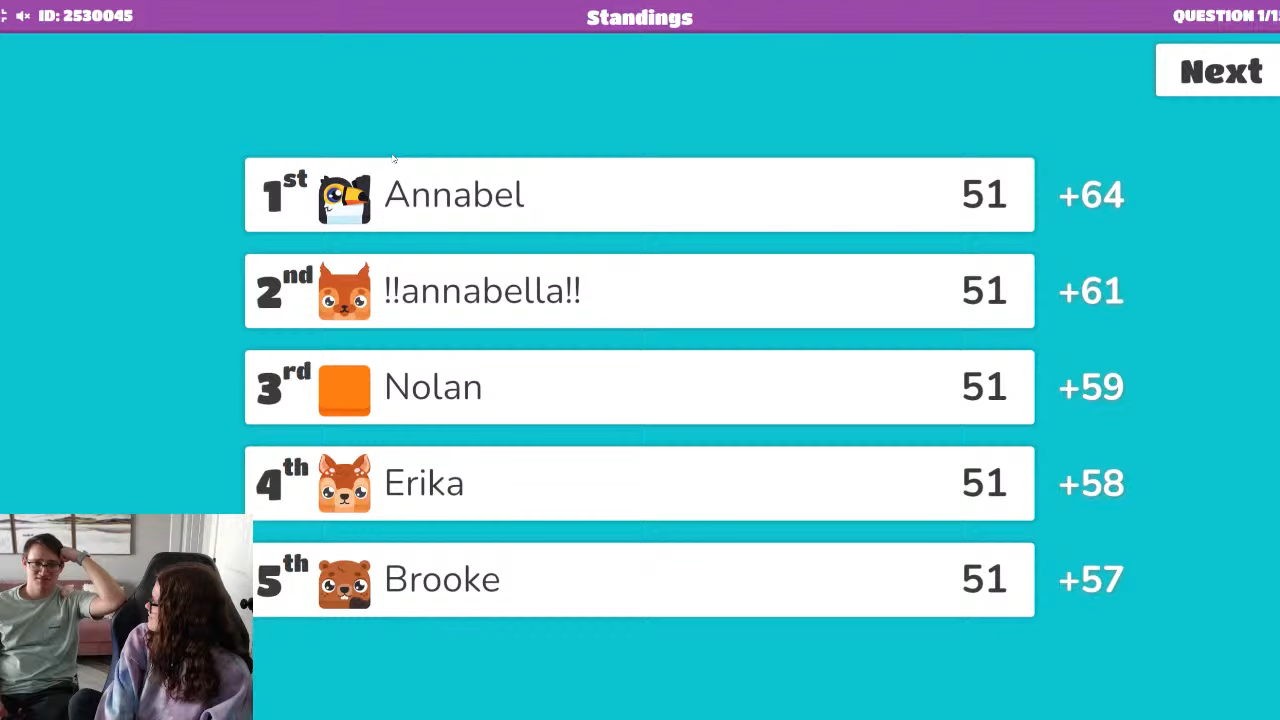 ID: 2530045
Standings
QUESTION 1/1
Next
1st Annabel 51 +64
2nd !!annabella!! 51 +61
3rd Nolan 51 +59
4th Erika 51 +58
5th Brooke 51 +57